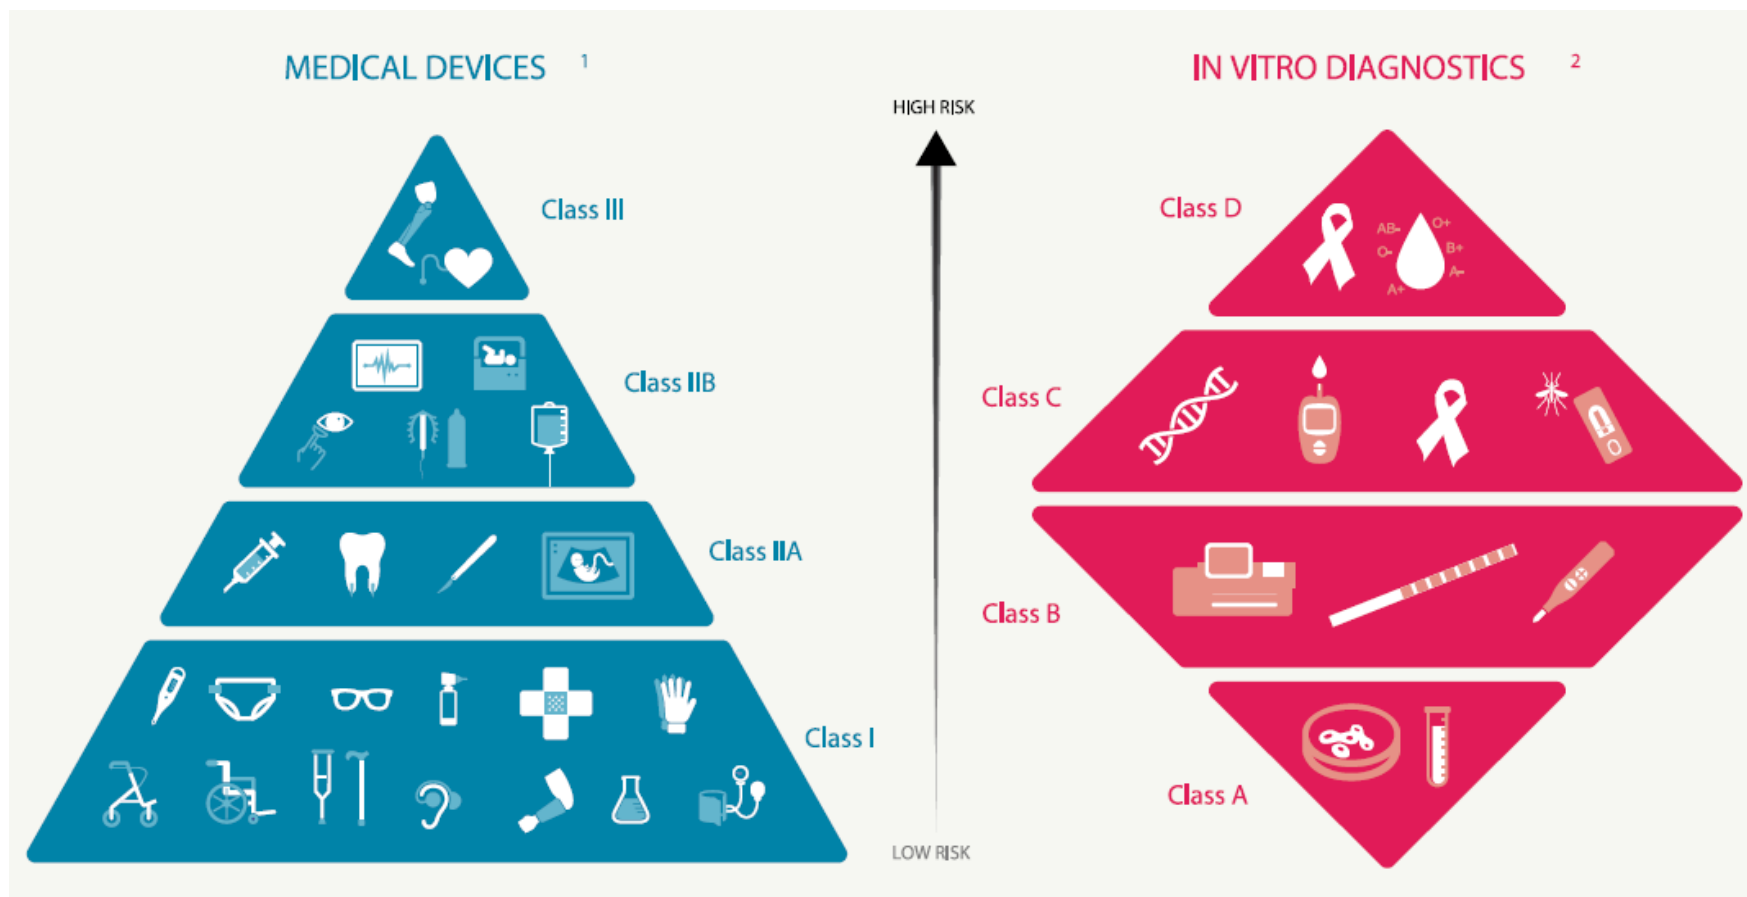 MEDICAL DEVICES 1
IN VITRO DIAGNOSTICS 2
HIGH RISK
Class III
Class IIB
Class IIA
Class I
LOW RISK
Class D
AB-
O+
O-
B+
A-
A+
Class C
Class B
Class A